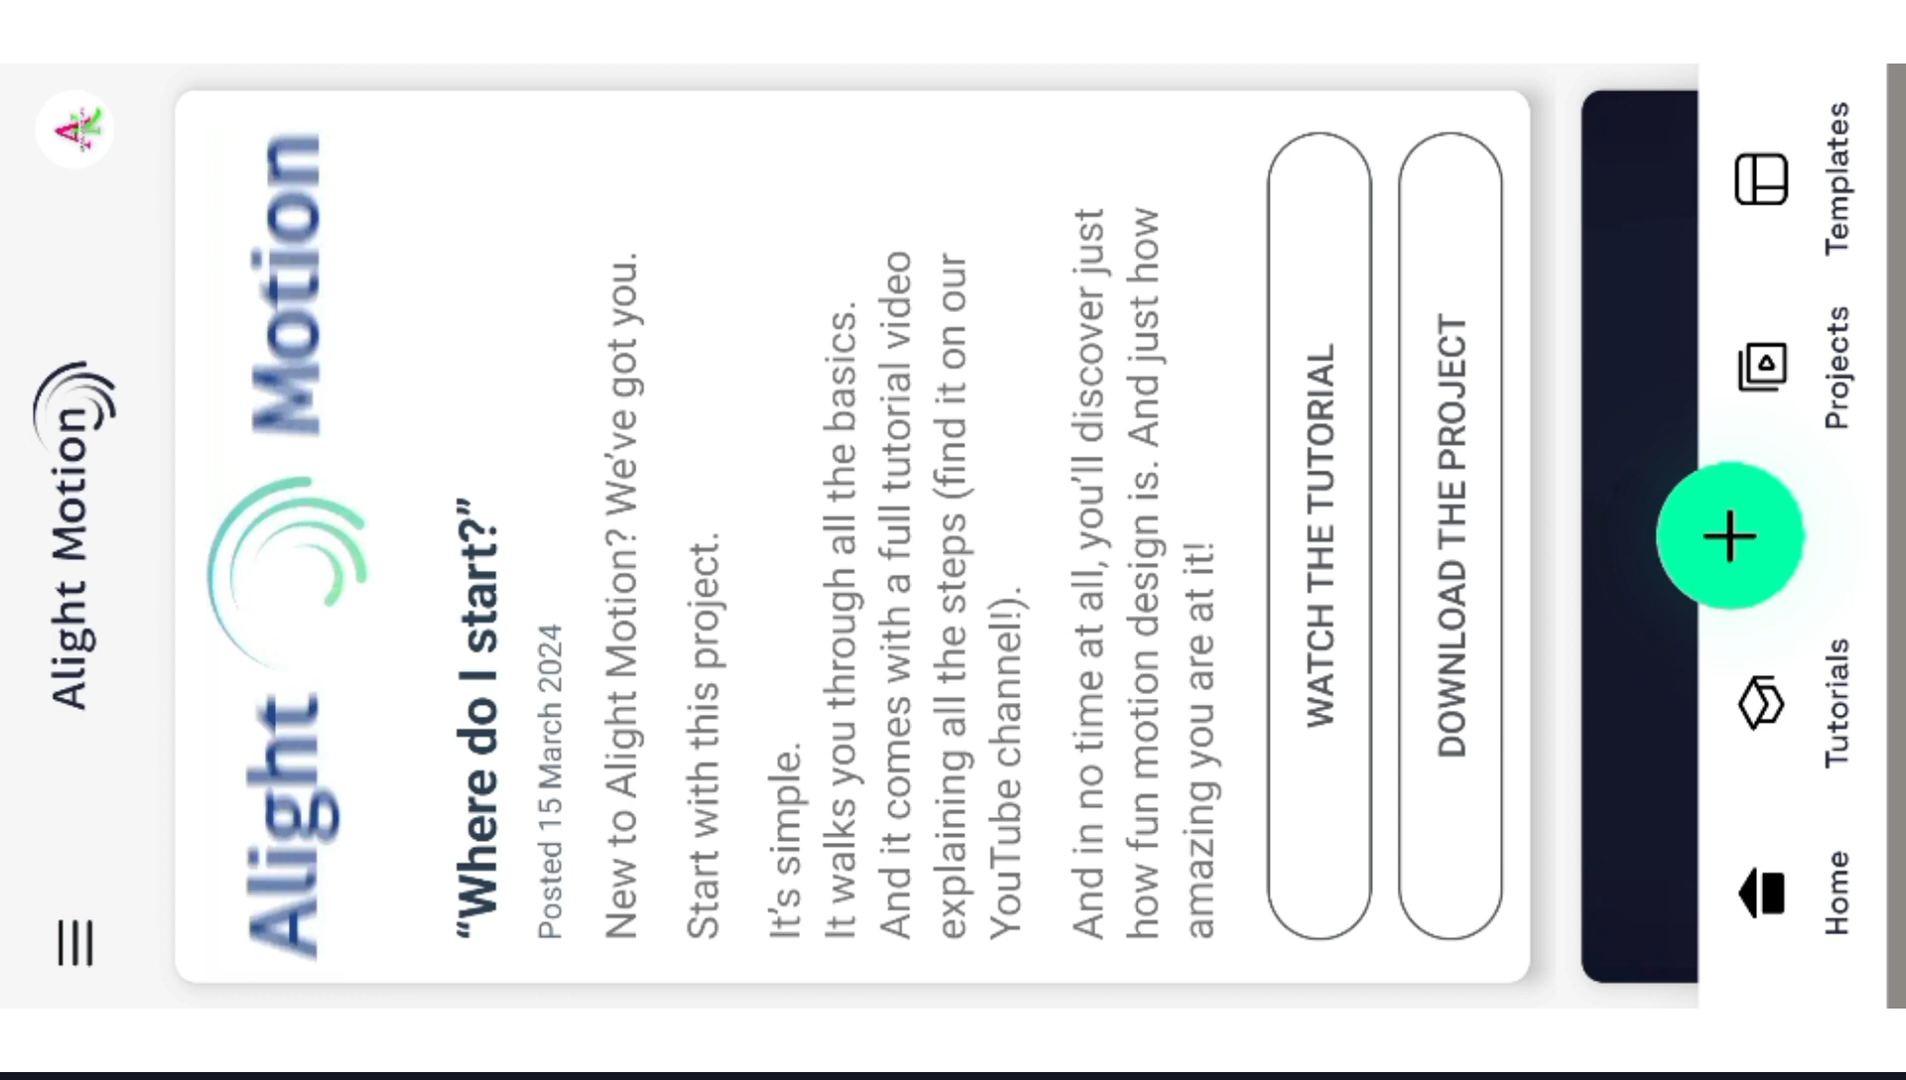 Alight Motion
Alight Motion
“Where do I start?”
Posted 15 March 2024
New to Alight Motion? We’ve got you.
Start with this project.
It’s simple.
It walks you through all the basics.
And it comes with a full tutorial video
explaining all the steps (find it on our
YouTube channel!).
And in no time at all, you’ll discover just
how fun motion design is. And just how
amazing you are at it!
WATCH THE TUTORIAL
DOWNLOAD THE PROJECT
Home
Tutorials
Projects
Templates